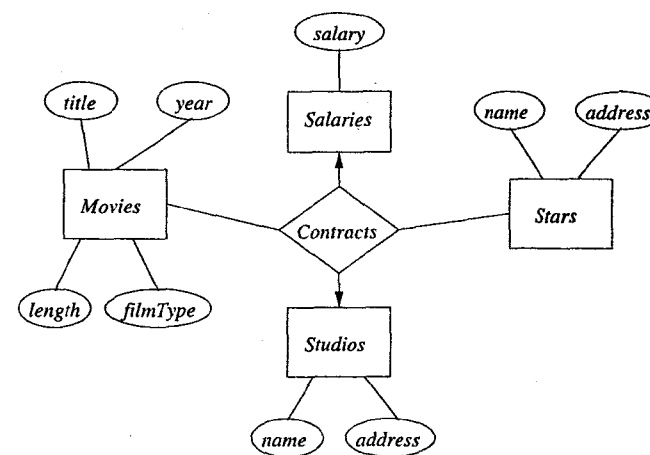 salary
title
year
Salaries
name
address
Movies
Contracts
Stars
length
filmType
Studios
name
address